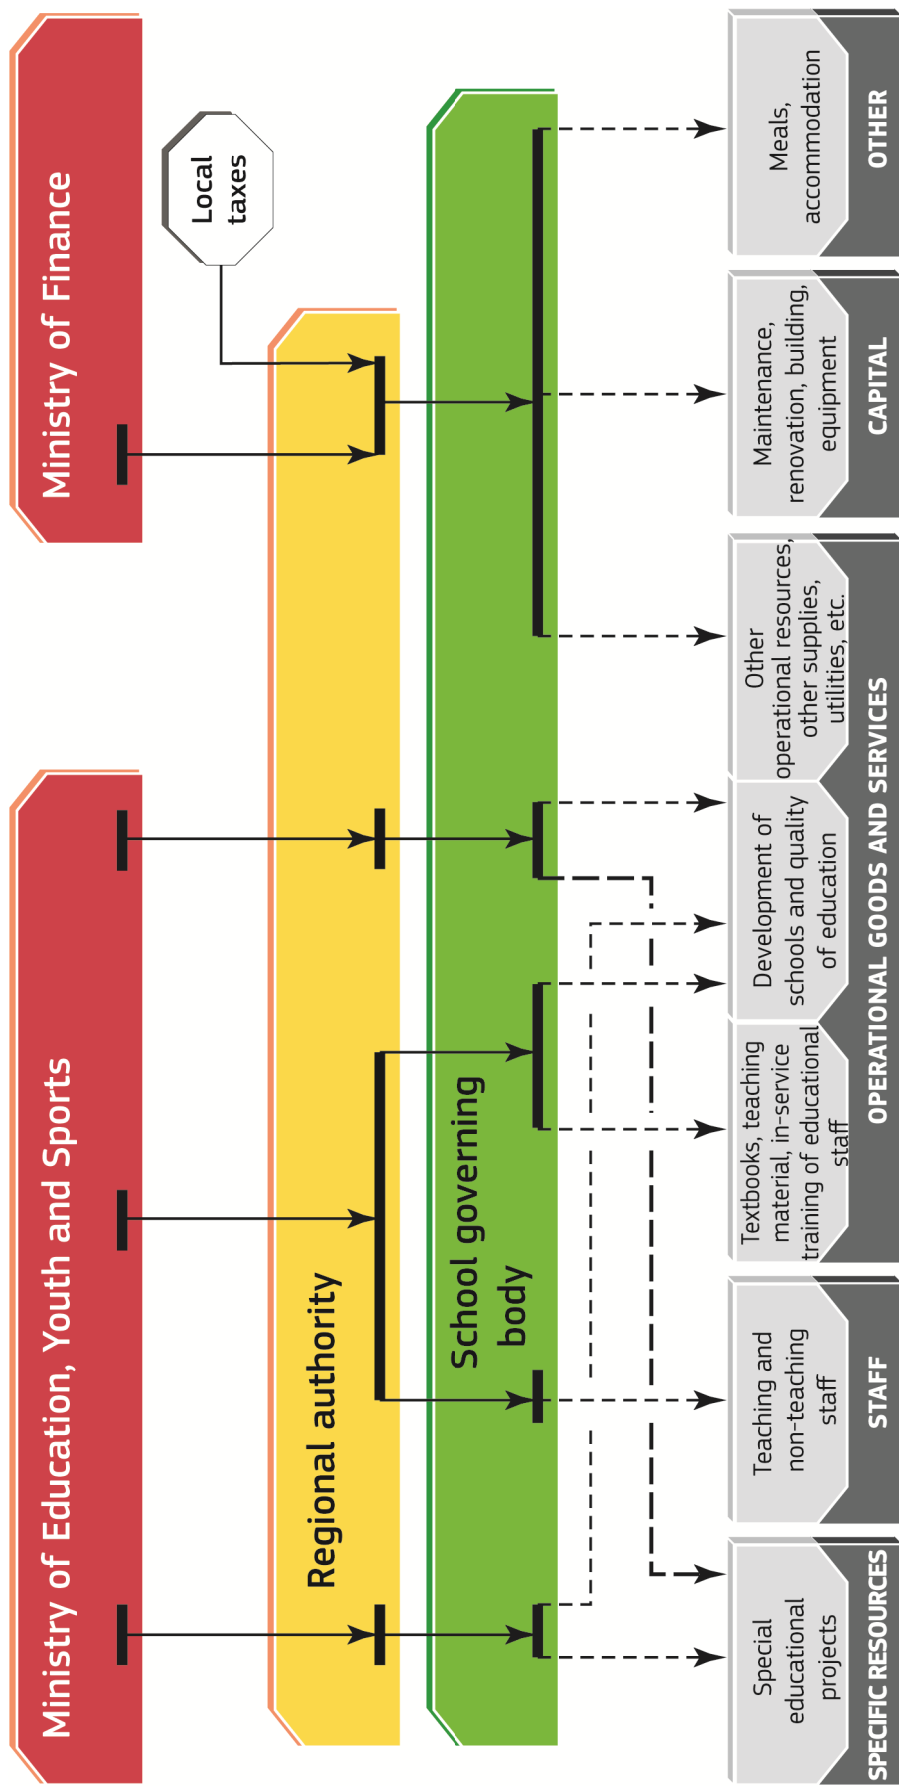 Ministry of Education, Youth and Sports
Ministry of Finance
Local
taxes
Regional authority
School governing
body
Special
educational
projects
SPECIFIC RESOURCES
Teaching and
non-teaching
staff
STAFF
Textbooks, teaching
material, in-service
training of educational
staff
Development of
schools and quality
of education
Other
operational resources,
other supplies,
utilities, etc.
OPERATIONAL GOODS AND SERVICES
Maintenance,
renovation, building,
equipment
CAPITAL
Meals,
accommodation
OTHER